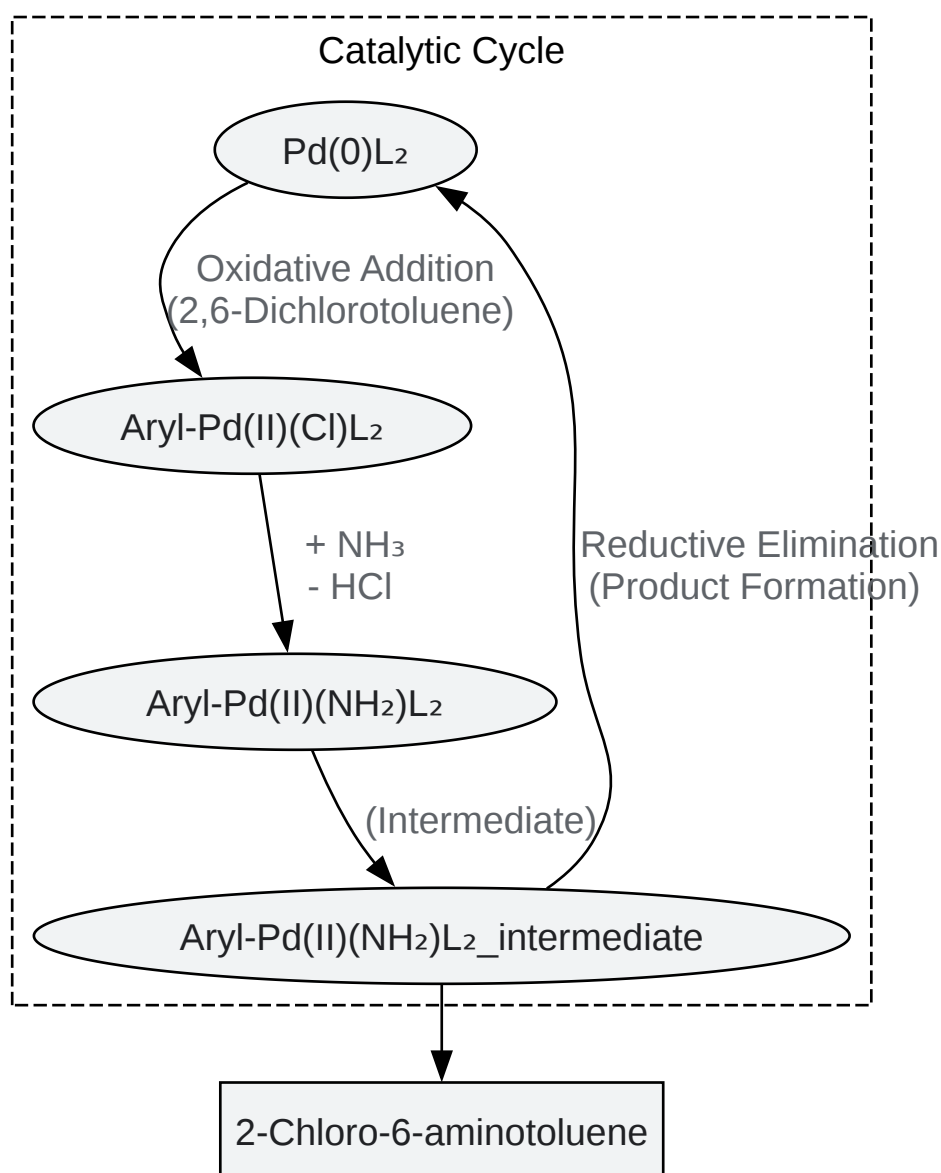 Catalytic Cycle
Pd(0)L₂
Oxidative Addition
(2,6-Dichlorotoluene)
Aryl-Pd(II)(Cl)L₂
+ NH₃
- HCl
Reductive Elimination
(Product Formation)
Aryl-Pd(II)(NH₂)L₂
(Intermediate)
Aryl-Pd(II)(NH₂)L₂_intermediate
2-Chloro-6-aminotoluene